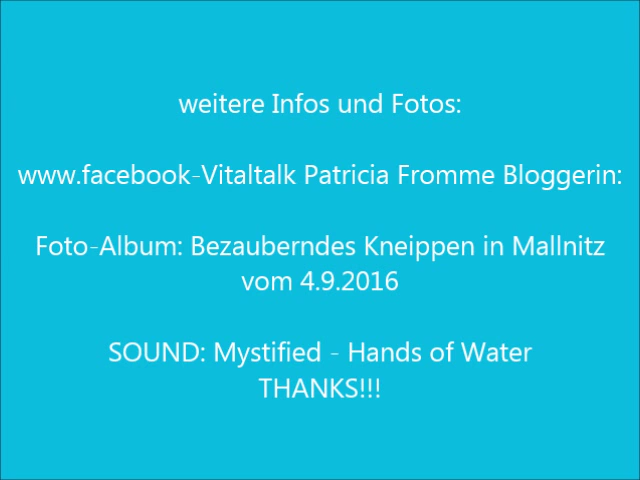 weitere Infos und Fotos:
www.facebook-Vitaltalk Patricia Fromme Bloggerin:
Foto-Album: Bezauberndes Kneippen in Mallnitz
vom 4.9.2016
SOUND: Mystified - Hands of Water
THANKS!!!